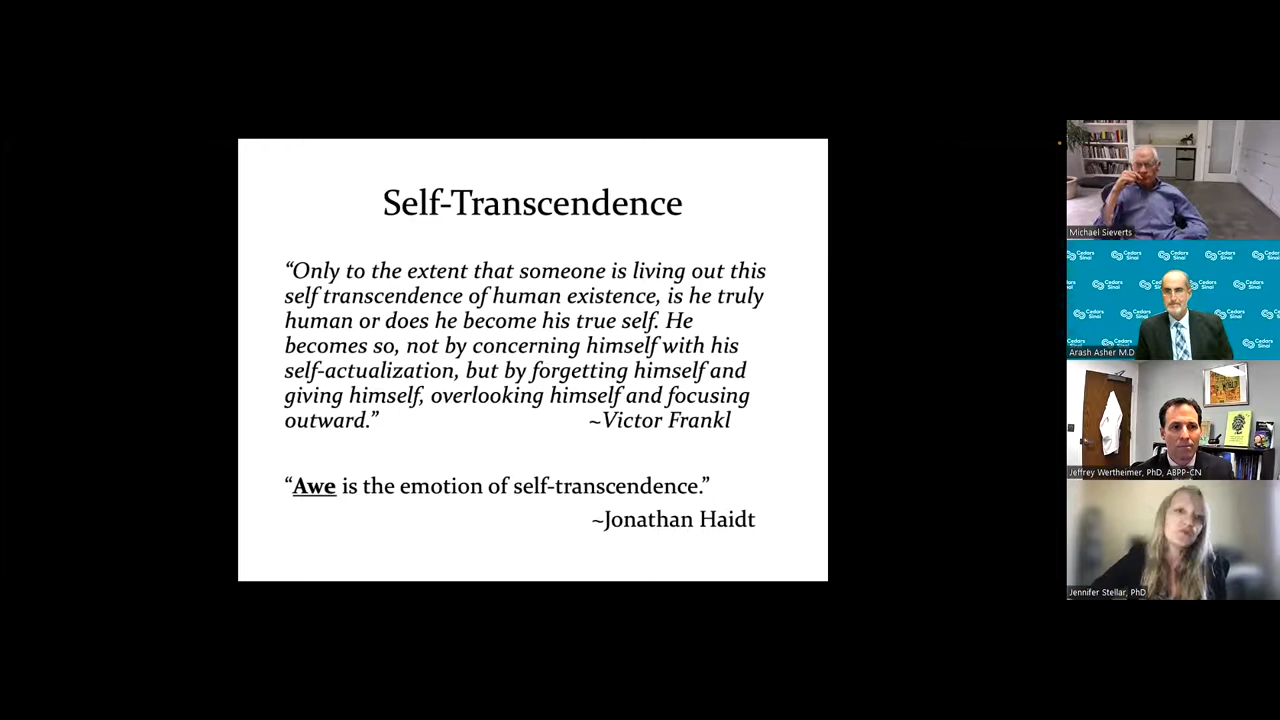 Self-Transcendence
“Only to the extent that someone is living out this
self transcendence of human existence, is he truly
human or does he become his true self. He
becomes so, not by concerning himself with his
self-actualization, but by forgetting himself and
giving himself, overlooking himself and focusing
outward.” ~Victor Frankl
“Awe is the emotion of self-transcendence.”
~Jonathan Haidt
Michael Sieverts
Cedars Sinai
Arash Asher M.D
Jeffrey Wertheimer, PhD, ABPP-CN
Jennifer Stellar, PhD